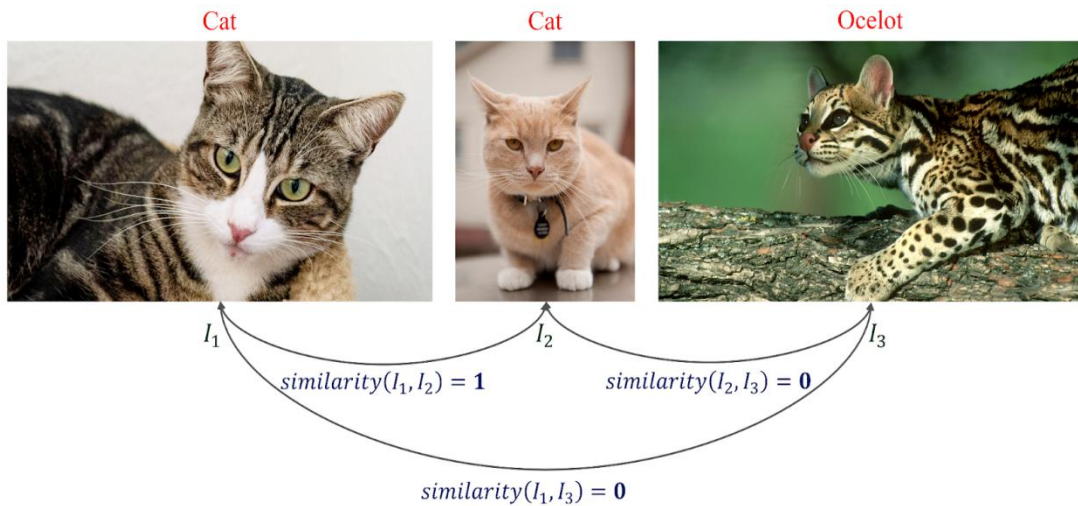 Cat
Cat
Ocelot
I₁
I₂
I₃
similarity(I₁, I₂) = 1
similarity(I₂, I₃) = 0
similarity(I₁, I₃) = 0